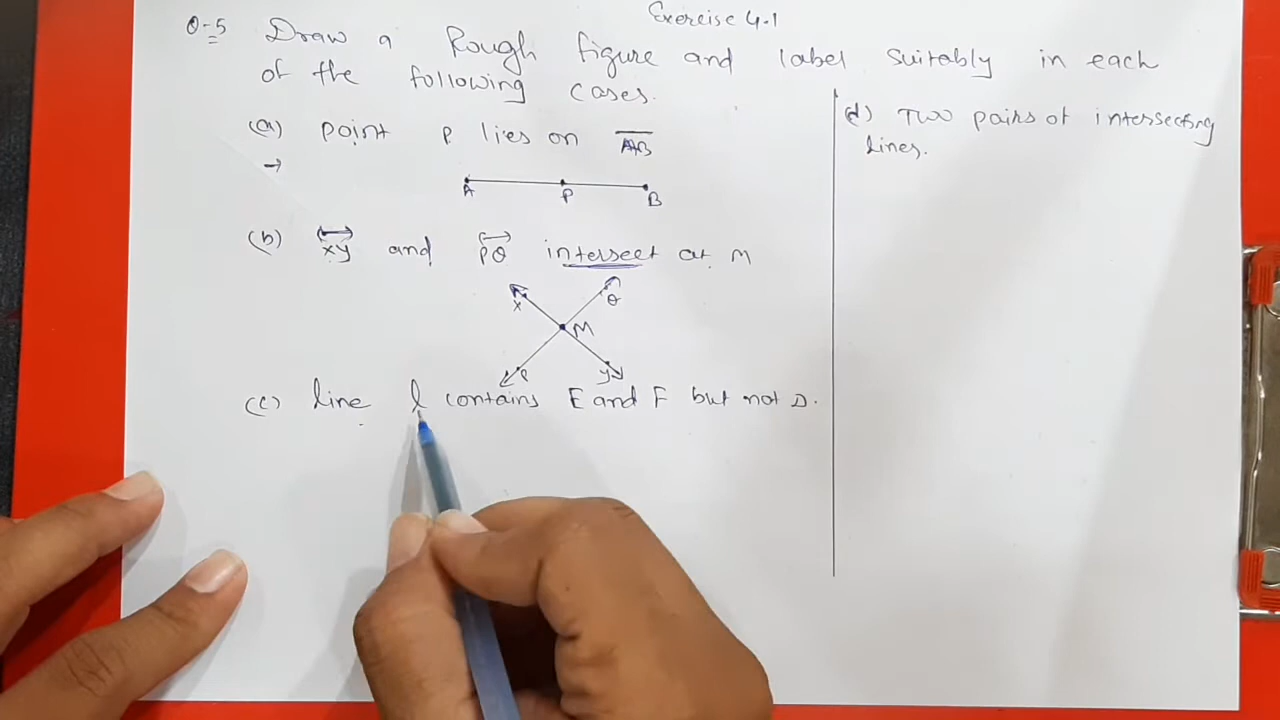 Exercise 4.1
Q-5 Draw a Rough figure and label suitably in each
of the following cases.
(a) point P lies on AB
→
A P B
(b) xy and PQ intersect at M
x Q
M
P y
(c) line l contains E and F but not D.
(d) Two pairs of intersecting
lines.